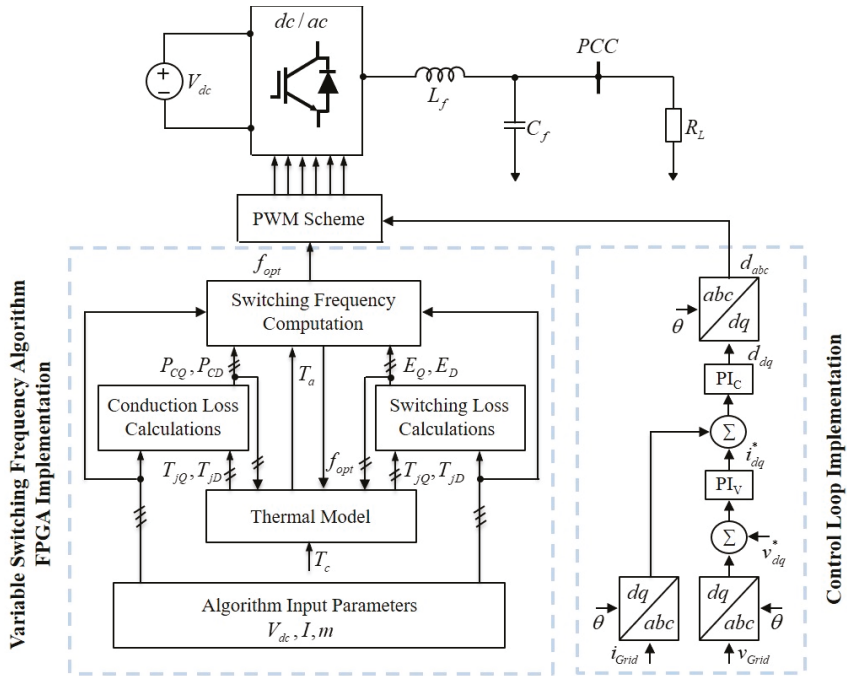 dc / ac
V_dc
L_f
C_f
PCC
R_L
PWM Scheme
Variable Switching Frequency Algorithm
FPGA Implementation
f_opt
Switching Frequency
Computation
P_CQ, P_CD
T_a
E_Q, E_D
Conduction Loss
Calculations
Switching Loss
Calculations
T_jQ, T_jD
f_opt
T_jQ, T_jD
Thermal Model
T_c
Algorithm Input Parameters
V_dc, I, m
Control Loop Implementation
d_abc
abc
dq
θ
d_dq
PI_C
Σ
i*_dq
PI_V
Σ
v*_dq
dq
abc
θ
i_Grid
dq
abc
θ
v_Grid